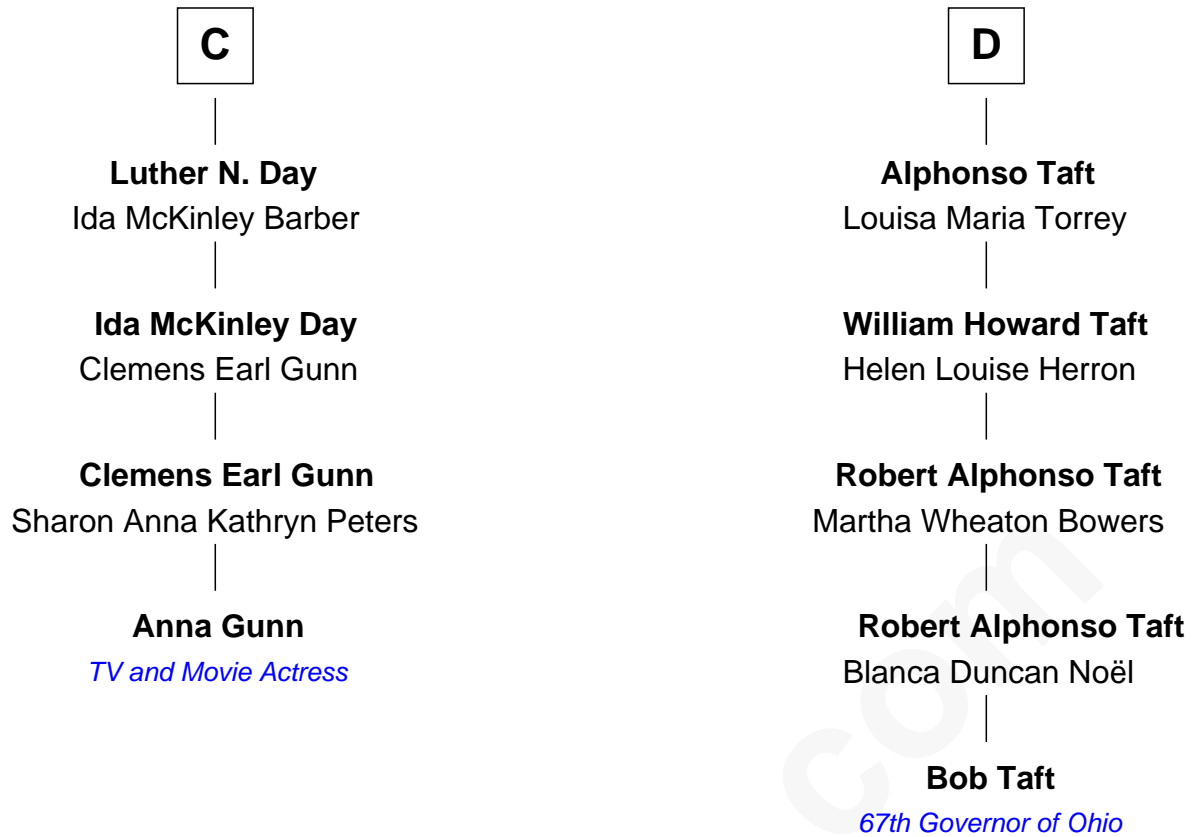 C
Luther N. Day
Ida McKinley Barber
Ida McKinley Day
Clemens Earl Gunn
Clemens Earl Gunn
Sharon Anna Kathryn Peters
Anna Gunn
TV and Movie Actress
D
Alphonso Taft
Louisa Maria Torrey
William Howard Taft
Helen Louise Herron
Robert Alphonso Taft
Martha Wheaton Bowers
Robert Alphonso Taft
Blanca Duncan Noël
Bob Taft
67th Governor of Ohio
com